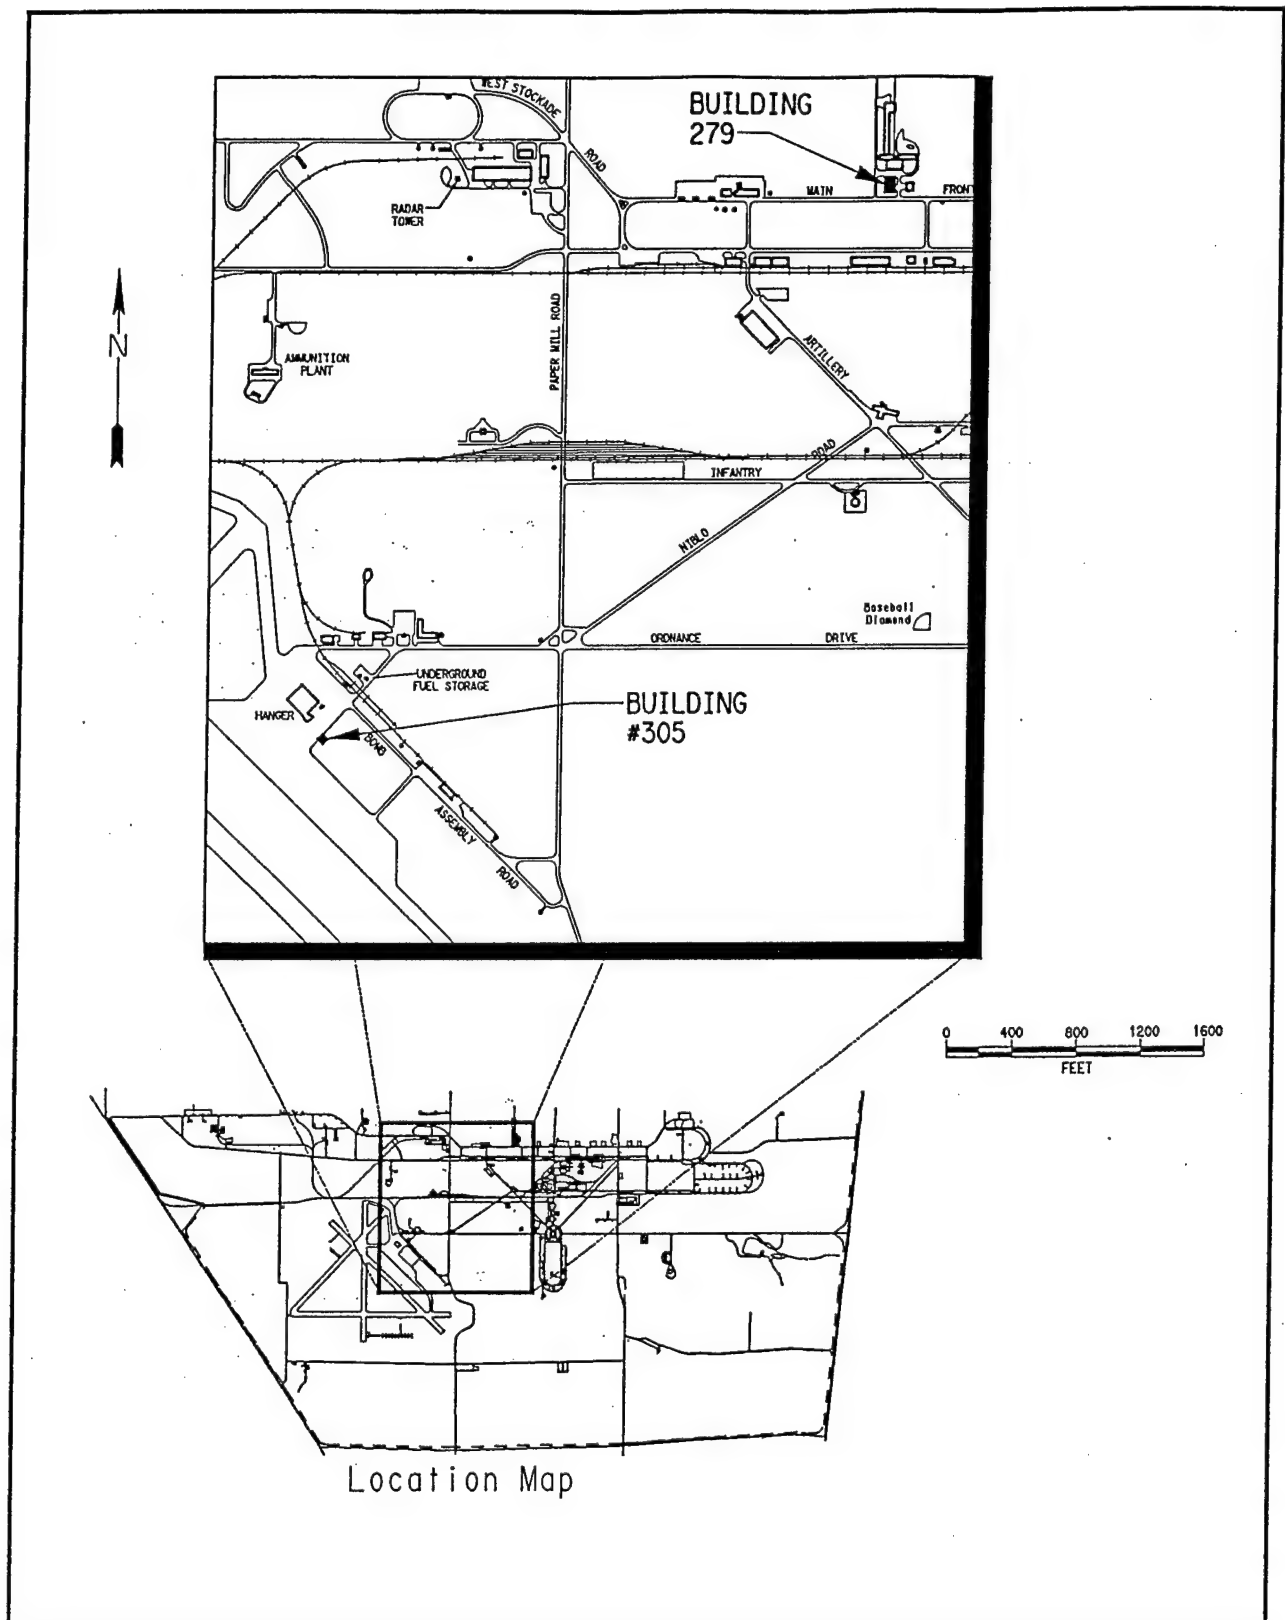 WEST STOCKADE
ROAD
BUILDING
279
MAIN
FRONT
RADAR
TOWER
N
PAPER MILL ROAD
AMMUNITION
PLANT
ARTILLERY
ROAD
INFANTRY
NIBLO
Baseball
Diamond
ORDNANCE
DRIVE
UNDERGROUND
FUEL STORAGE
HANGER
BUILDING
#305
BOMB
ASSEMBLY
ROAD
0 400 800 1200 1600
FEET
Location Map